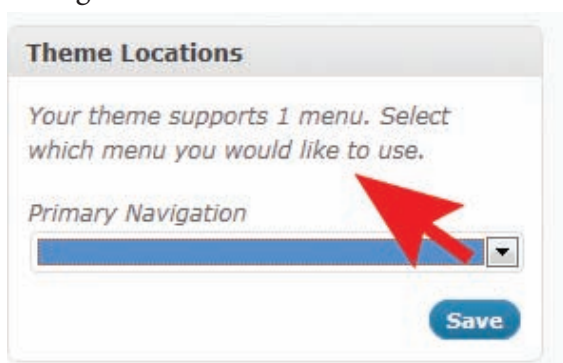 Theme Locations
Your theme supports 1 menu. Select
which menu you would like to use.
Primary Navigation
Save